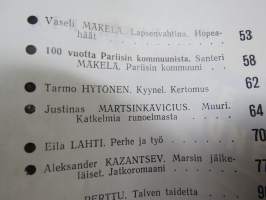 Väseli MÄKELÄ. Lapsenvahtina. Hopea-
häät 53
100 vuotta Pariisin kommuunista. Santeri
MÄKELÄ. Pariisin kommuuni 58
Tarmo HYTÖNEN. Kyynel. Kertomus 62
Justinas MARTSINKAVICIUS. Muuri.
Katkelmia runoelmasta 64
Eila LAHTI. Perhe ja työ 70
Aleksander KAZANTSEV. Marsin jälke-
läiset. Jatkoromaani 77
PERTTU. Talven taidetta